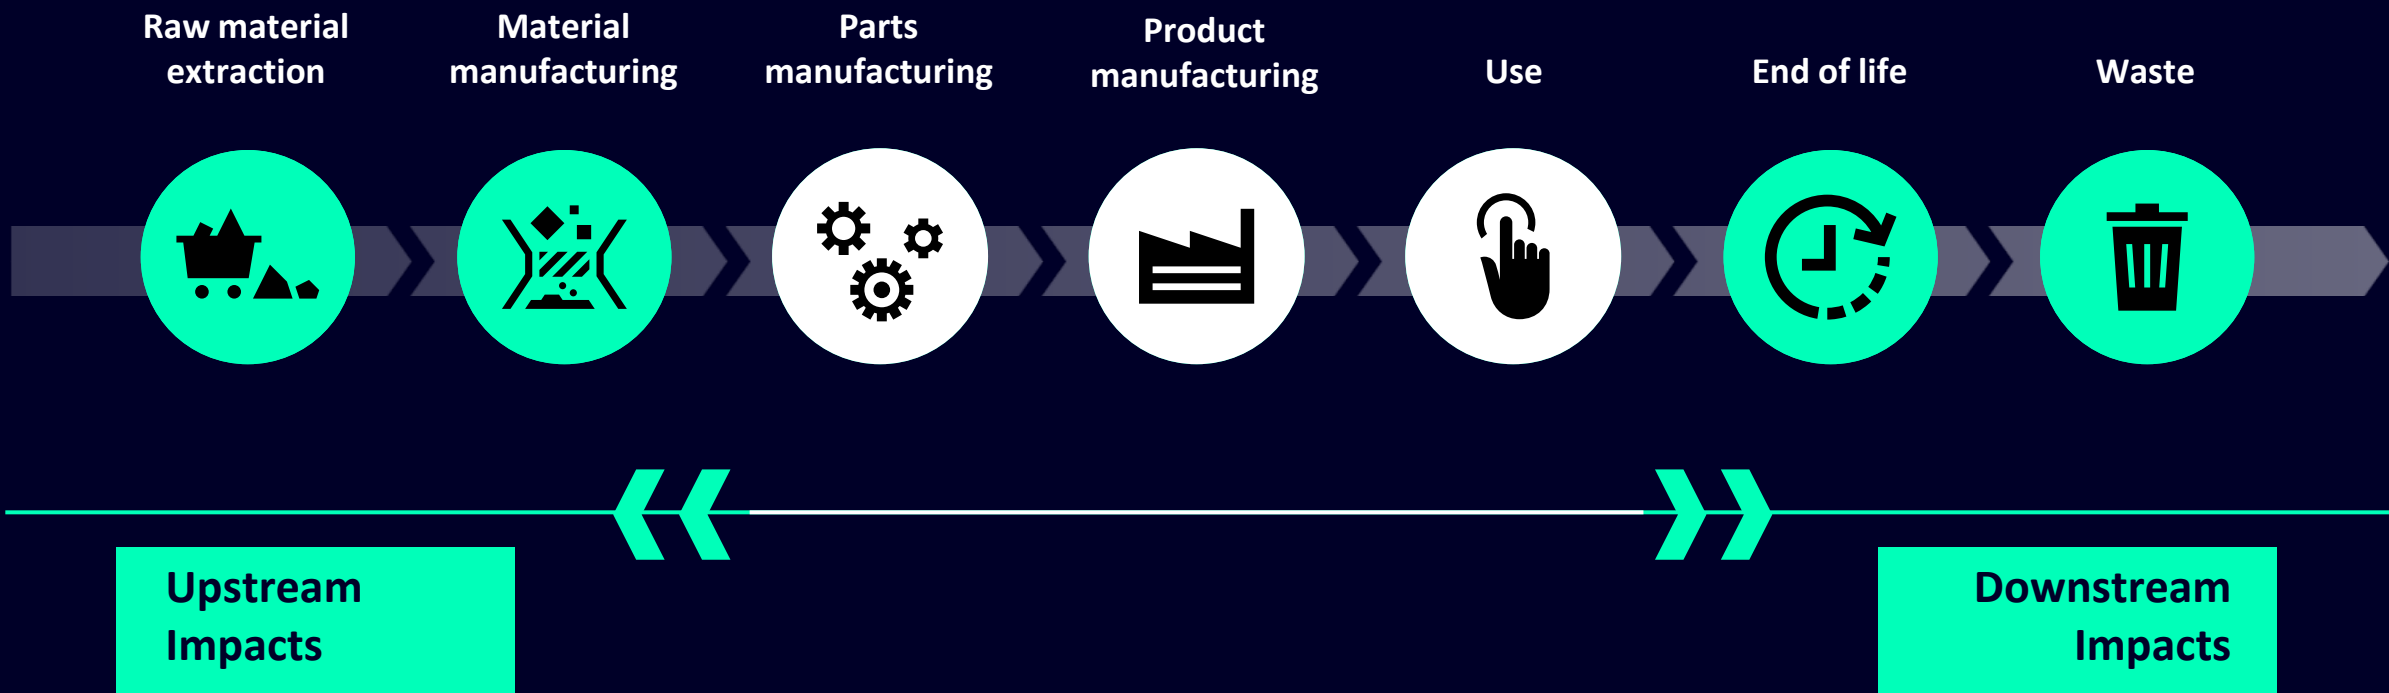 Raw material
extraction
Material
manufacturing
Parts
manufacturing
Product
manufacturing
Use
End of life
Waste
Upstream
Impacts
Downstream
Impacts